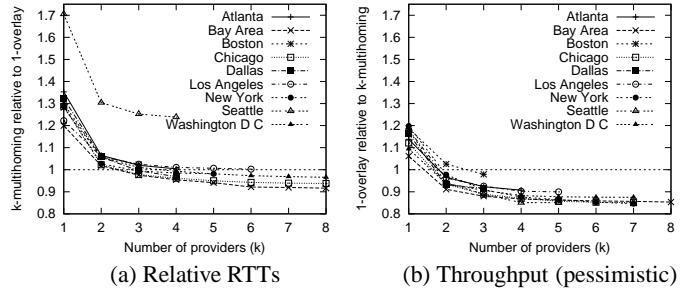 k-multihoming relative to 1-overlay
1.7
1.6
1.5
1.4
1.3
1.2
1.1
1
0.9
0.8
Atlanta
Bay Area
Boston
Chicago
Dallas
Los Angeles
New York
Seattle
Washington D C
1 2 3 4 5 6 7 8
Number of providers (k)
(a) Relative RTTs
1-overlay relative to k-multihoming
1.7
1.6
1.5
1.4
1.3
1.2
1.1
1
0.9
0.8
Atlanta
Bay Area
Boston
Chicago
Dallas
Los Angeles
New York
Seattle
Washington D C
1 2 3 4 5 6 7 8
Number of providers (k)
(b) Throughput (pessimistic)